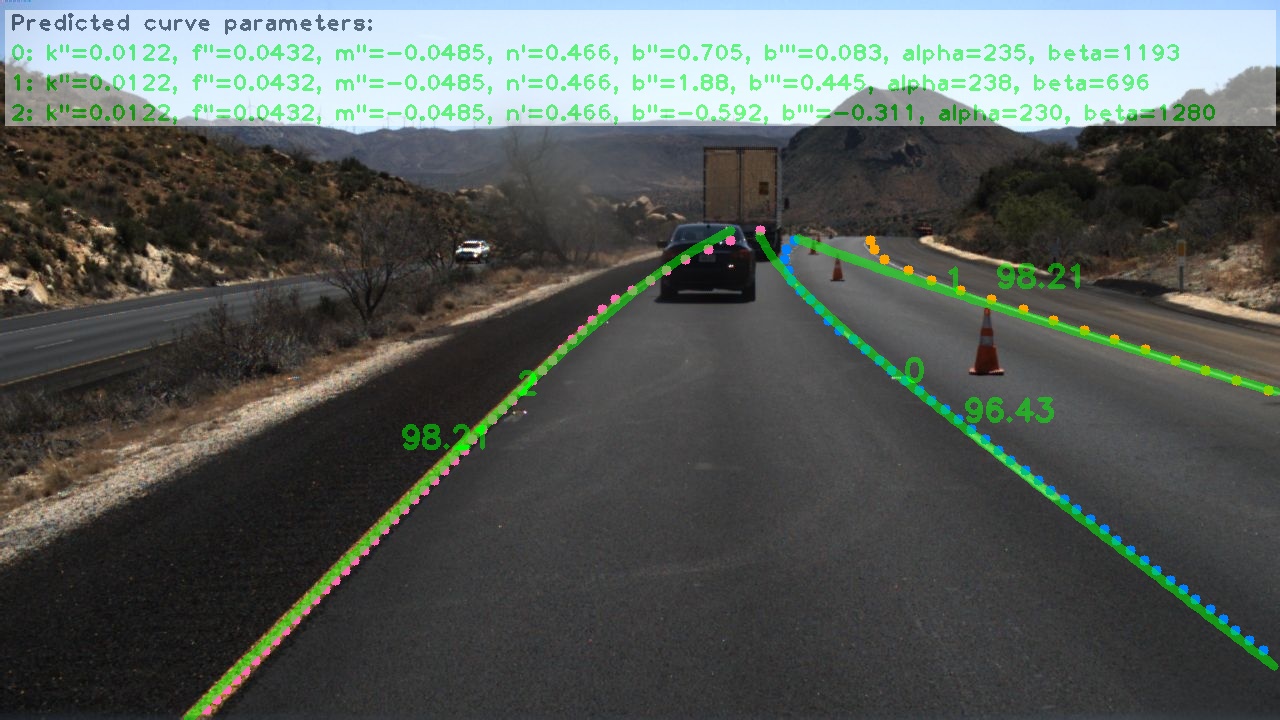 Predicted curve parameters:
0: k''=0.0122, f''=0.0432, m''=-0.0485, n'=0.466, b''=0.705, b'''=0.083, alpha=235, beta=1193
1: k''=0.0122, f''=0.0432, m''=-0.0485, n'=0.466, b''=1.88, b'''=0.445, alpha=238, beta=696
2: k''=0.0122, f''=0.0432, m''=-0.0485, n'=0.466, b''=-0.592, b'''=-0.311, alpha=230, beta=1280
1 98.21
0
2
96.43
98.21